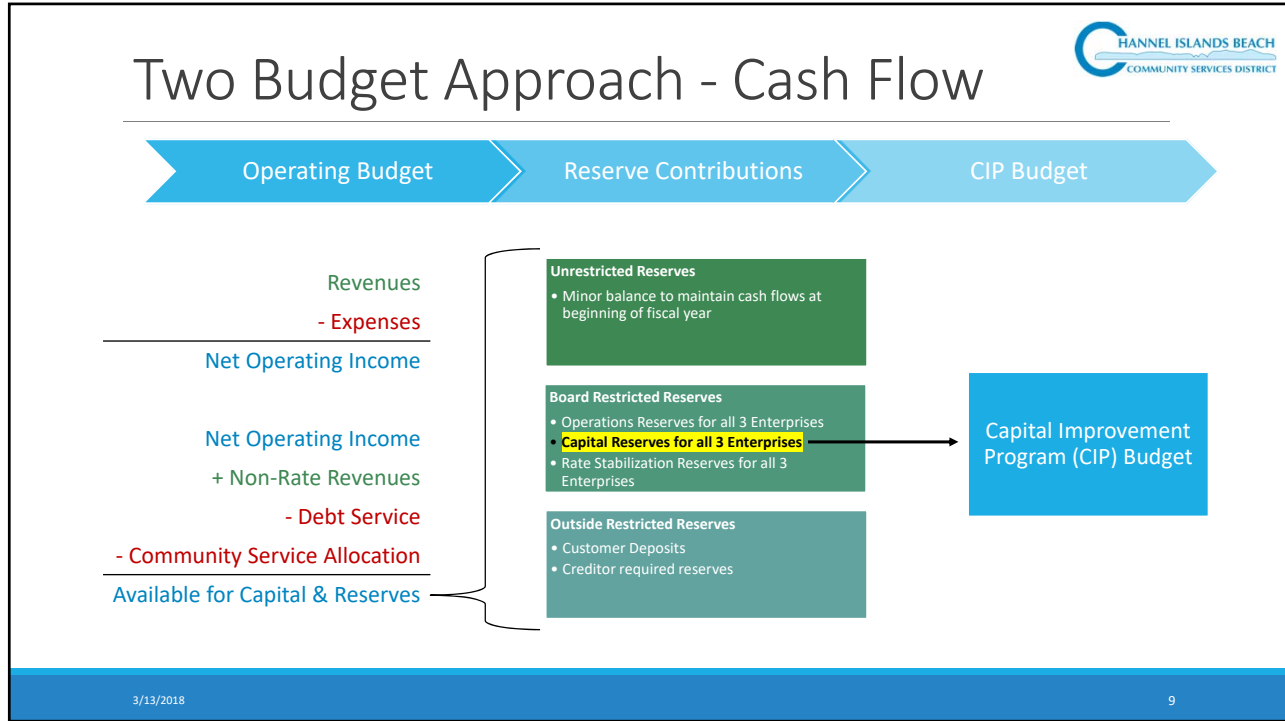 Two Budget Approach - Cash Flow
CHANNEL ISLANDS BEACH
COMMUNITY SERVICES DISTRICT
Operating Budget
Reserve Contributions
CIP Budget
Revenues
- Expenses
Net Operating Income
Net Operating Income
+ Non-Rate Revenues
- Debt Service
- Community Service Allocation
Available for Capital & Reserves
Unrestricted Reserves
• Minor balance to maintain cash flows at
beginning of fiscal year
Board Restricted Reserves
• Operations Reserves for all 3 Enterprises
• Capital Reserves for all 3 Enterprises
• Rate Stabilization Reserves for all 3
Enterprises
Outside Restricted Reserves
• Customer Deposits
• Creditor required reserves
Capital Improvement
Program (CIP) Budget
3/13/2018
9